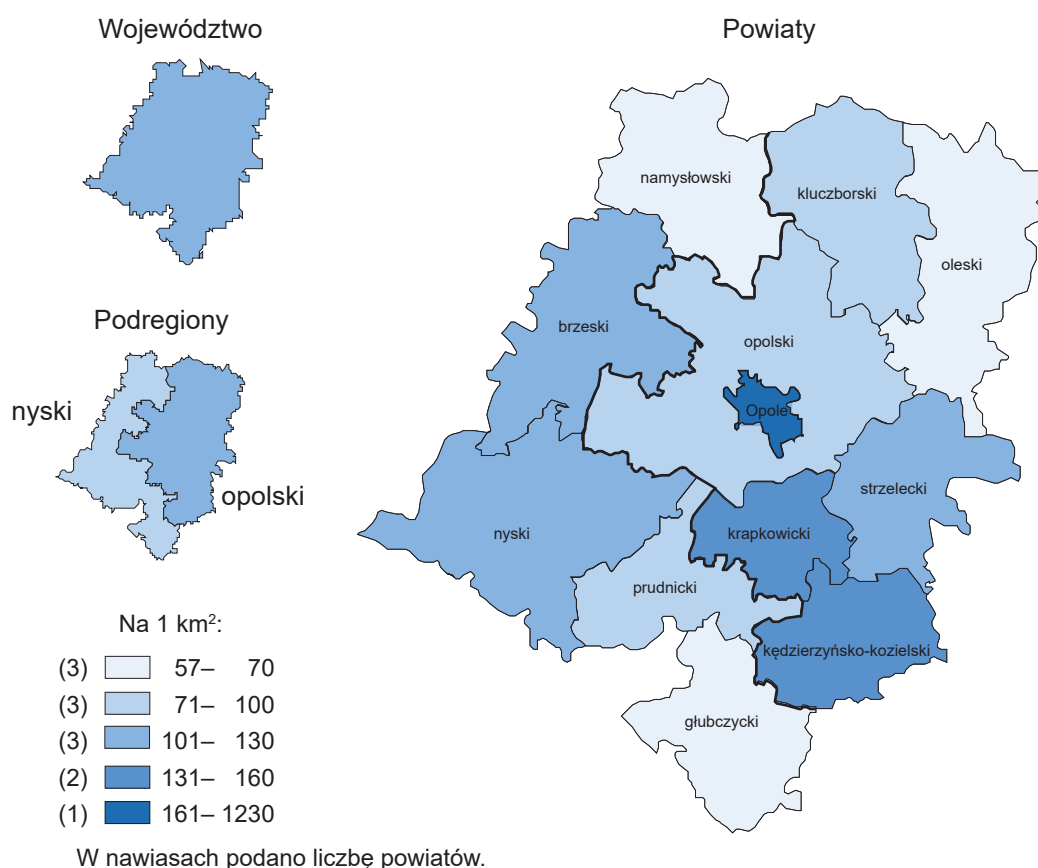 Województwo
Podregiony
nyski
opolski
Na 1 km²:
(3) 57– 70
(3) 71– 100
(3) 101– 130
(2) 131– 160
(1) 161– 1230
W nawiasach podano liczbę powiatów.
Powiaty
namysłowski
kluczborski
oleski
brzeski
opolski
Opole
strzelecki
nyski
krapkowicki
prudnicki
kędzierzyńsko-kozielski
głubczycki